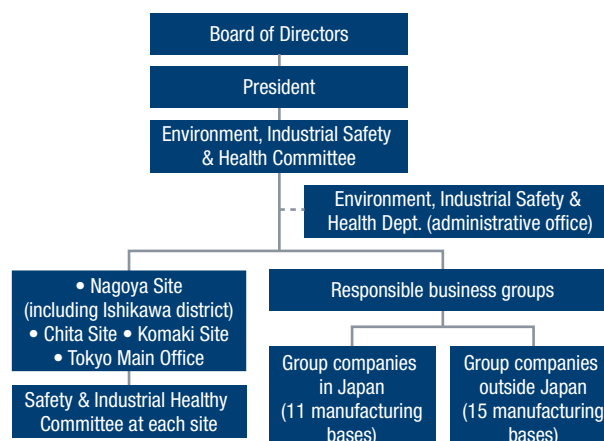 Board of Directors
President
Environment, Industrial Safety
& Health Committee
Environment, Industrial Safety &
Health Dept. (administrative office)
• Nagoya Site
(including Ishikawa district)
• Chita Site • Komaki Site
• Tokyo Main Office
Safety & Industrial Healthy
Committee at each site
Responsible business groups
Group companies
in Japan
(11 manufacturing
bases)
Group companies
outside Japan
(15 manufacturing
bases)